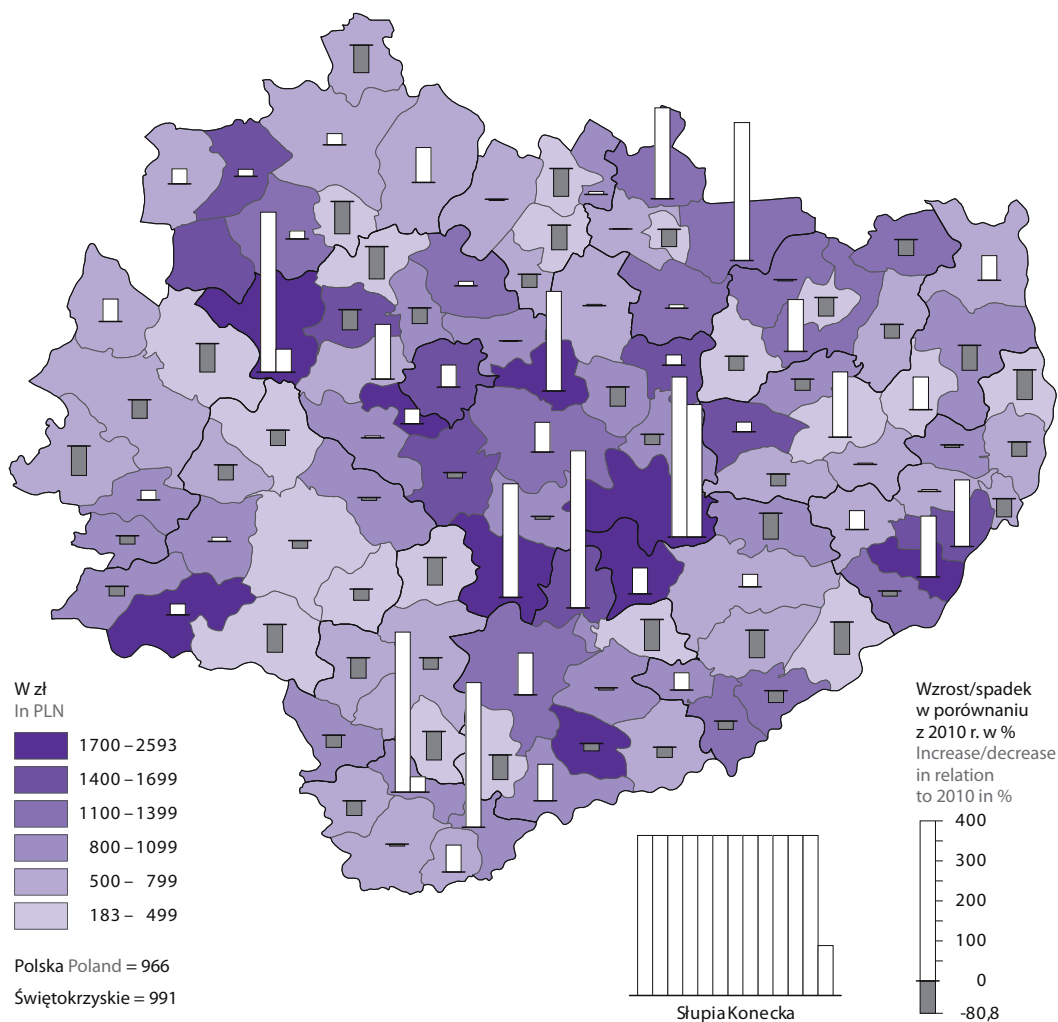 W zł
In PLN
1700 – 2593
1400 – 1699
1100 – 1399
800 – 1099
500 – 799
183 – 499
Polska Poland = 966
Świętokrzyskie = 991
Słupia Konecka
Wzrost/spadek
w porównaniu
z 2010 r. w %
Increase/decrease
in relation
to 2010 in %
400
300
200
100
0
-80,8